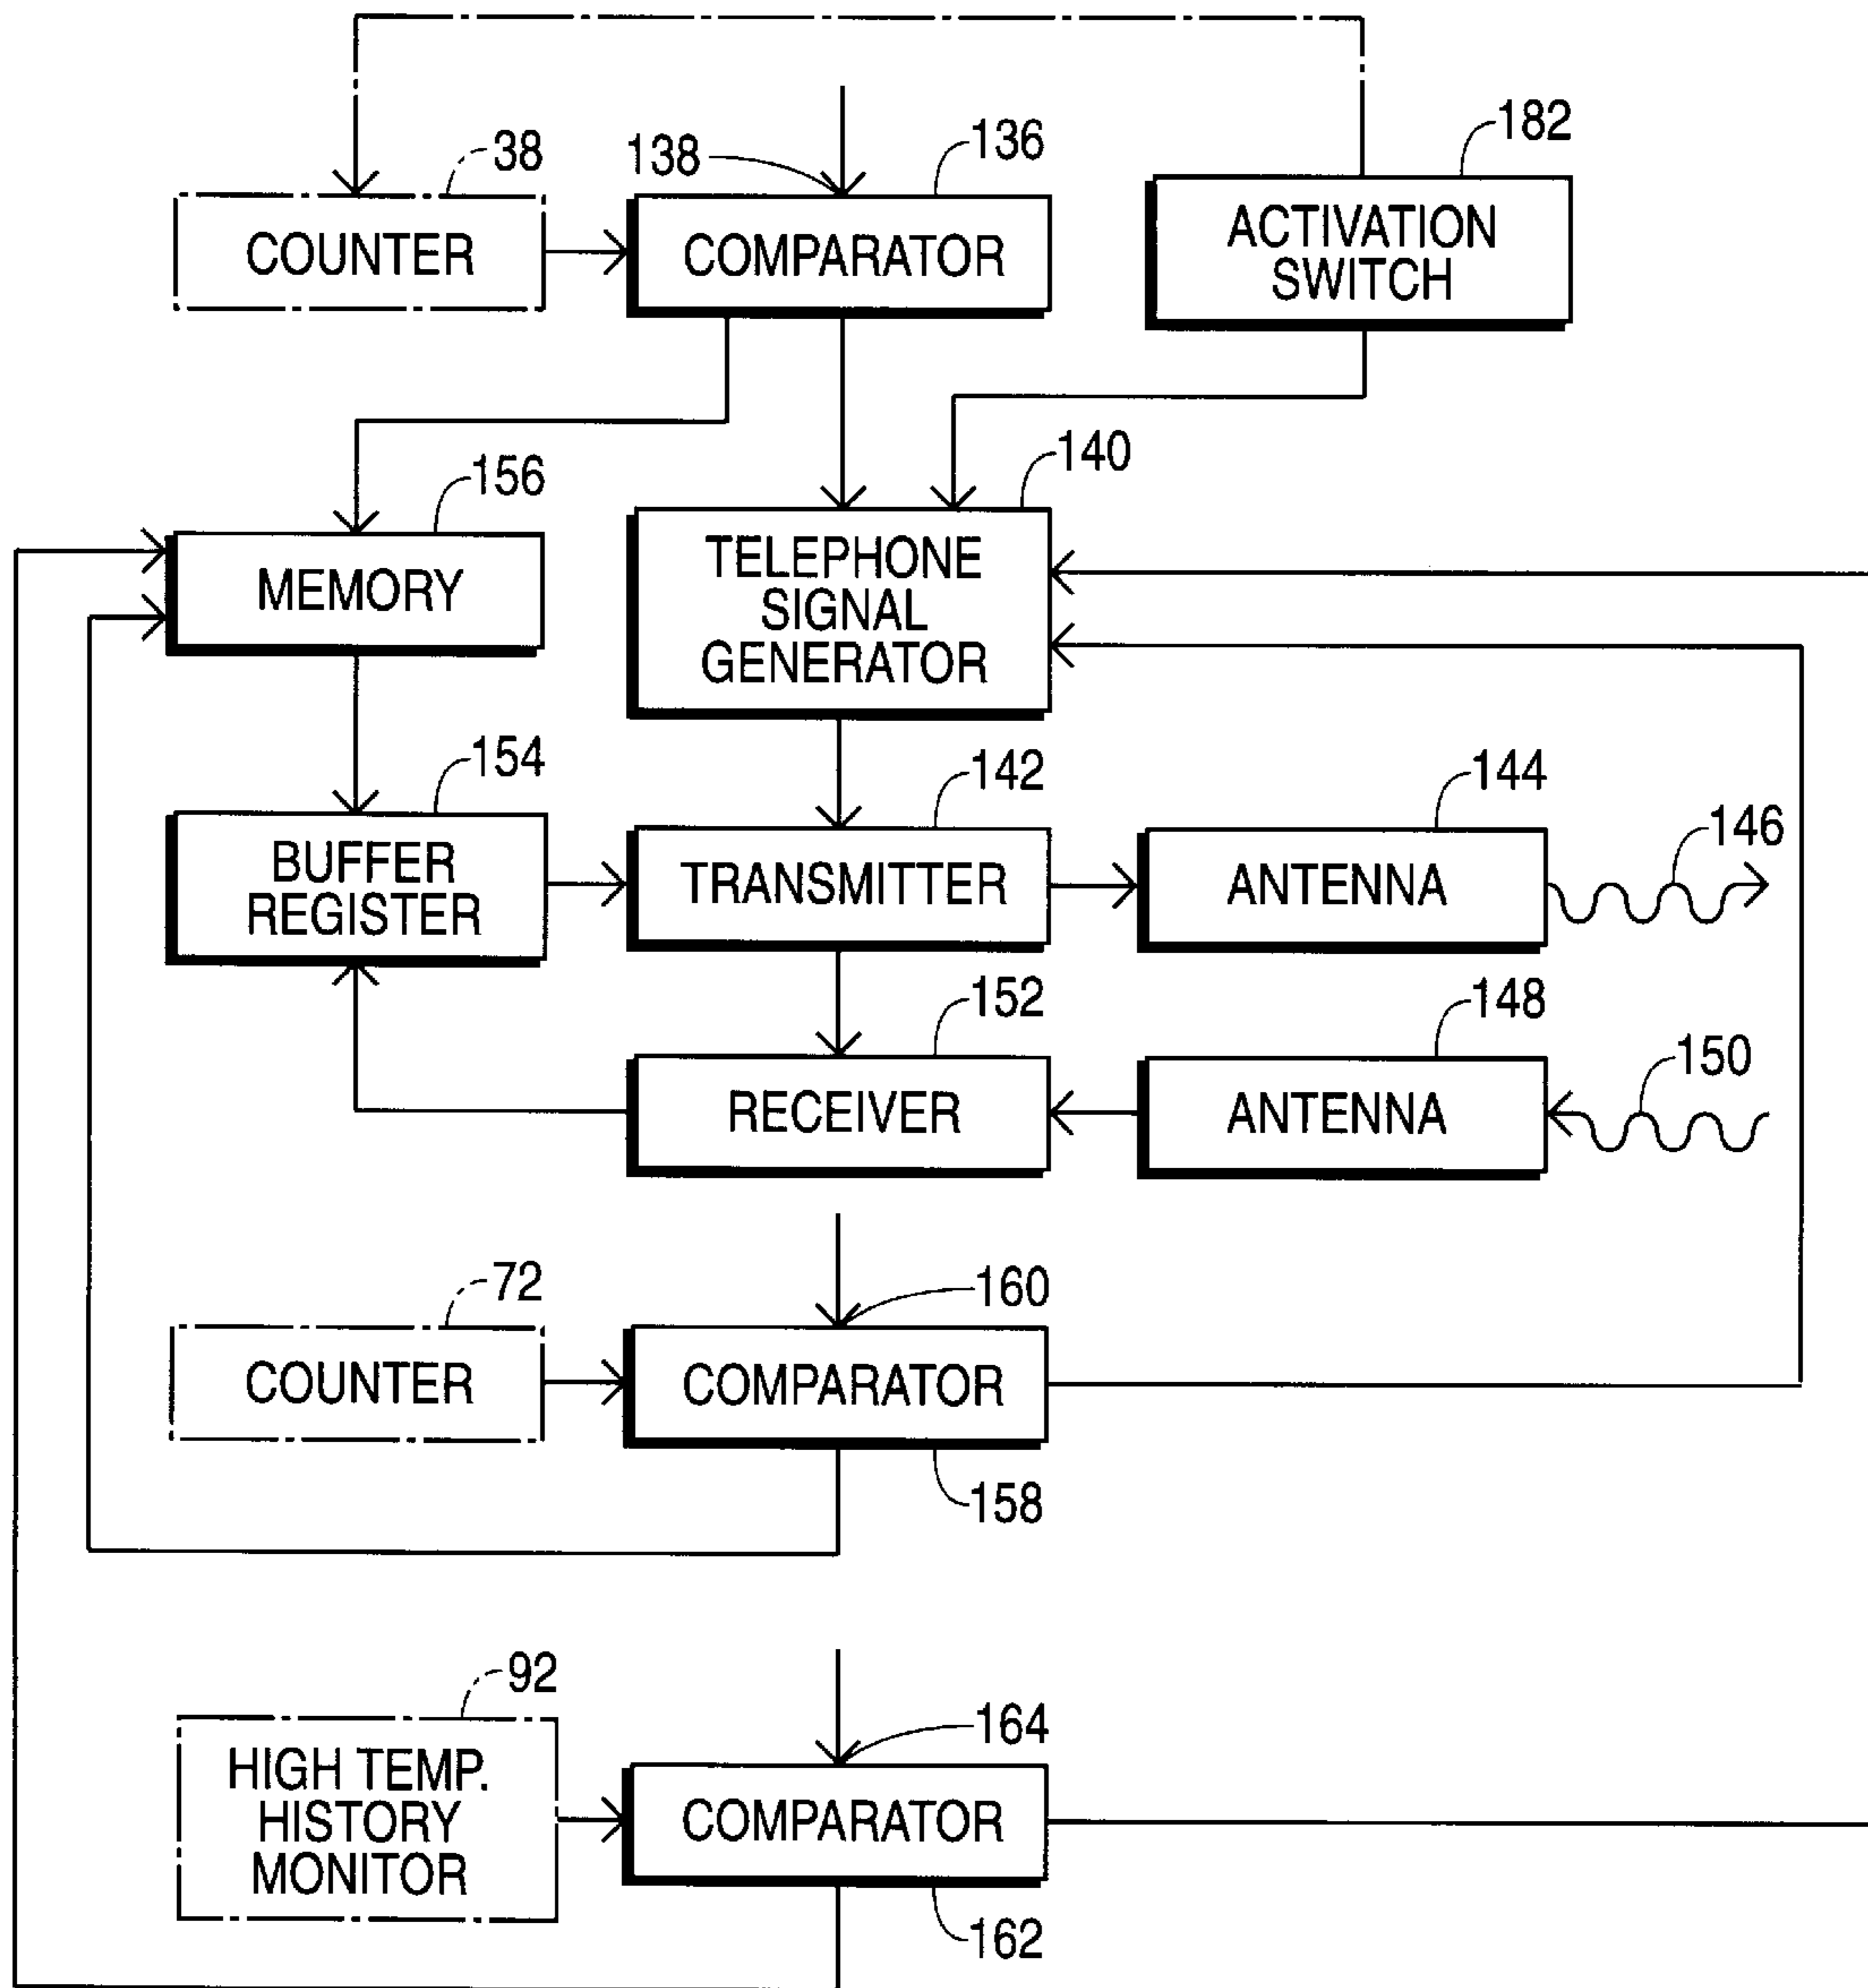 38
138
136
182
COUNTER
COMPARATOR
ACTIVATION
SWITCH
156
140
MEMORY
TELEPHONE
SIGNAL
GENERATOR
154
142
144
146
BUFFER
REGISTER
TRANSMITTER
ANTENNA
152
148
150
RECEIVER
ANTENNA
72
160
COUNTER
COMPARATOR
158
92
164
HIGH TEMP.
HISTORY
MONITOR
COMPARATOR
162